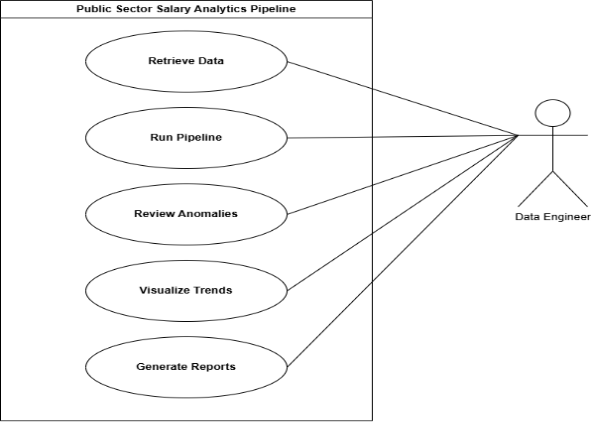 Public Sector Salary Analytics Pipeline
Retrieve Data
Run Pipeline
Review Anomalies
Visualize Trends
Generate Reports
Data Engineer